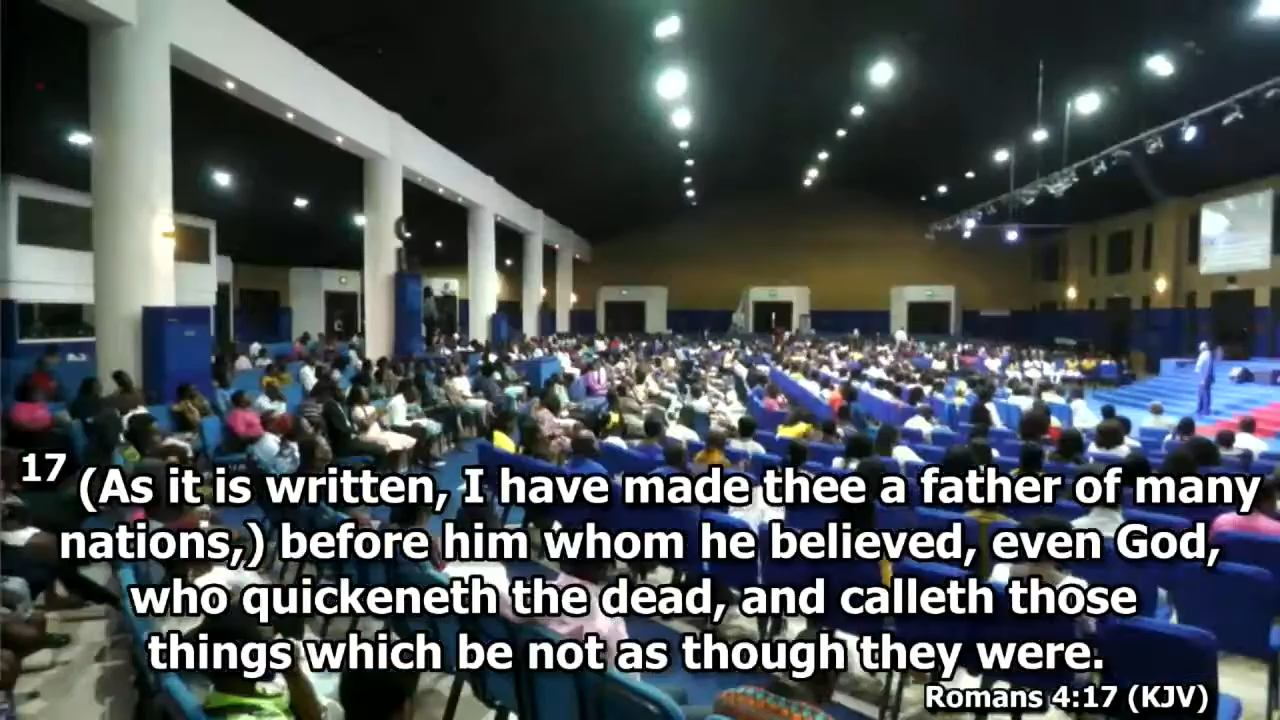 17 (As it is written, I have made thee a father of many
nations,) before him whom he believed, even God,
who quickeneth the dead, and calleth those
things which be not as though they were.
Romans 4:17 (KJV)